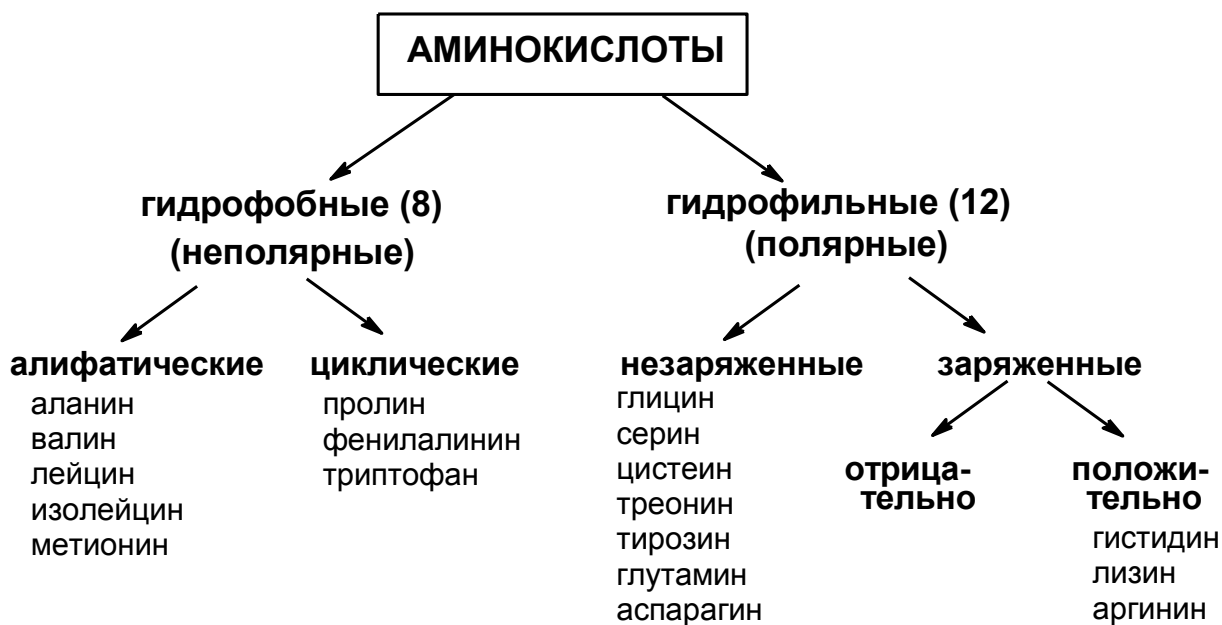 АМИНОКИСЛОТЫ
гидрофобные (8)
(неполярные)
гидрофильные (12)
(полярные)
алифатические
аланин
валин
лейцин
изолейцин
метионин
циклические
пролин
фенилалинин
триптофан
незаряженные
глицин
серин
цистеин
треонин
тирозин
глутамин
аспарагин
заряженные
отрица-
тельно
положи-
тельно
гистидин
лизин
аргинин